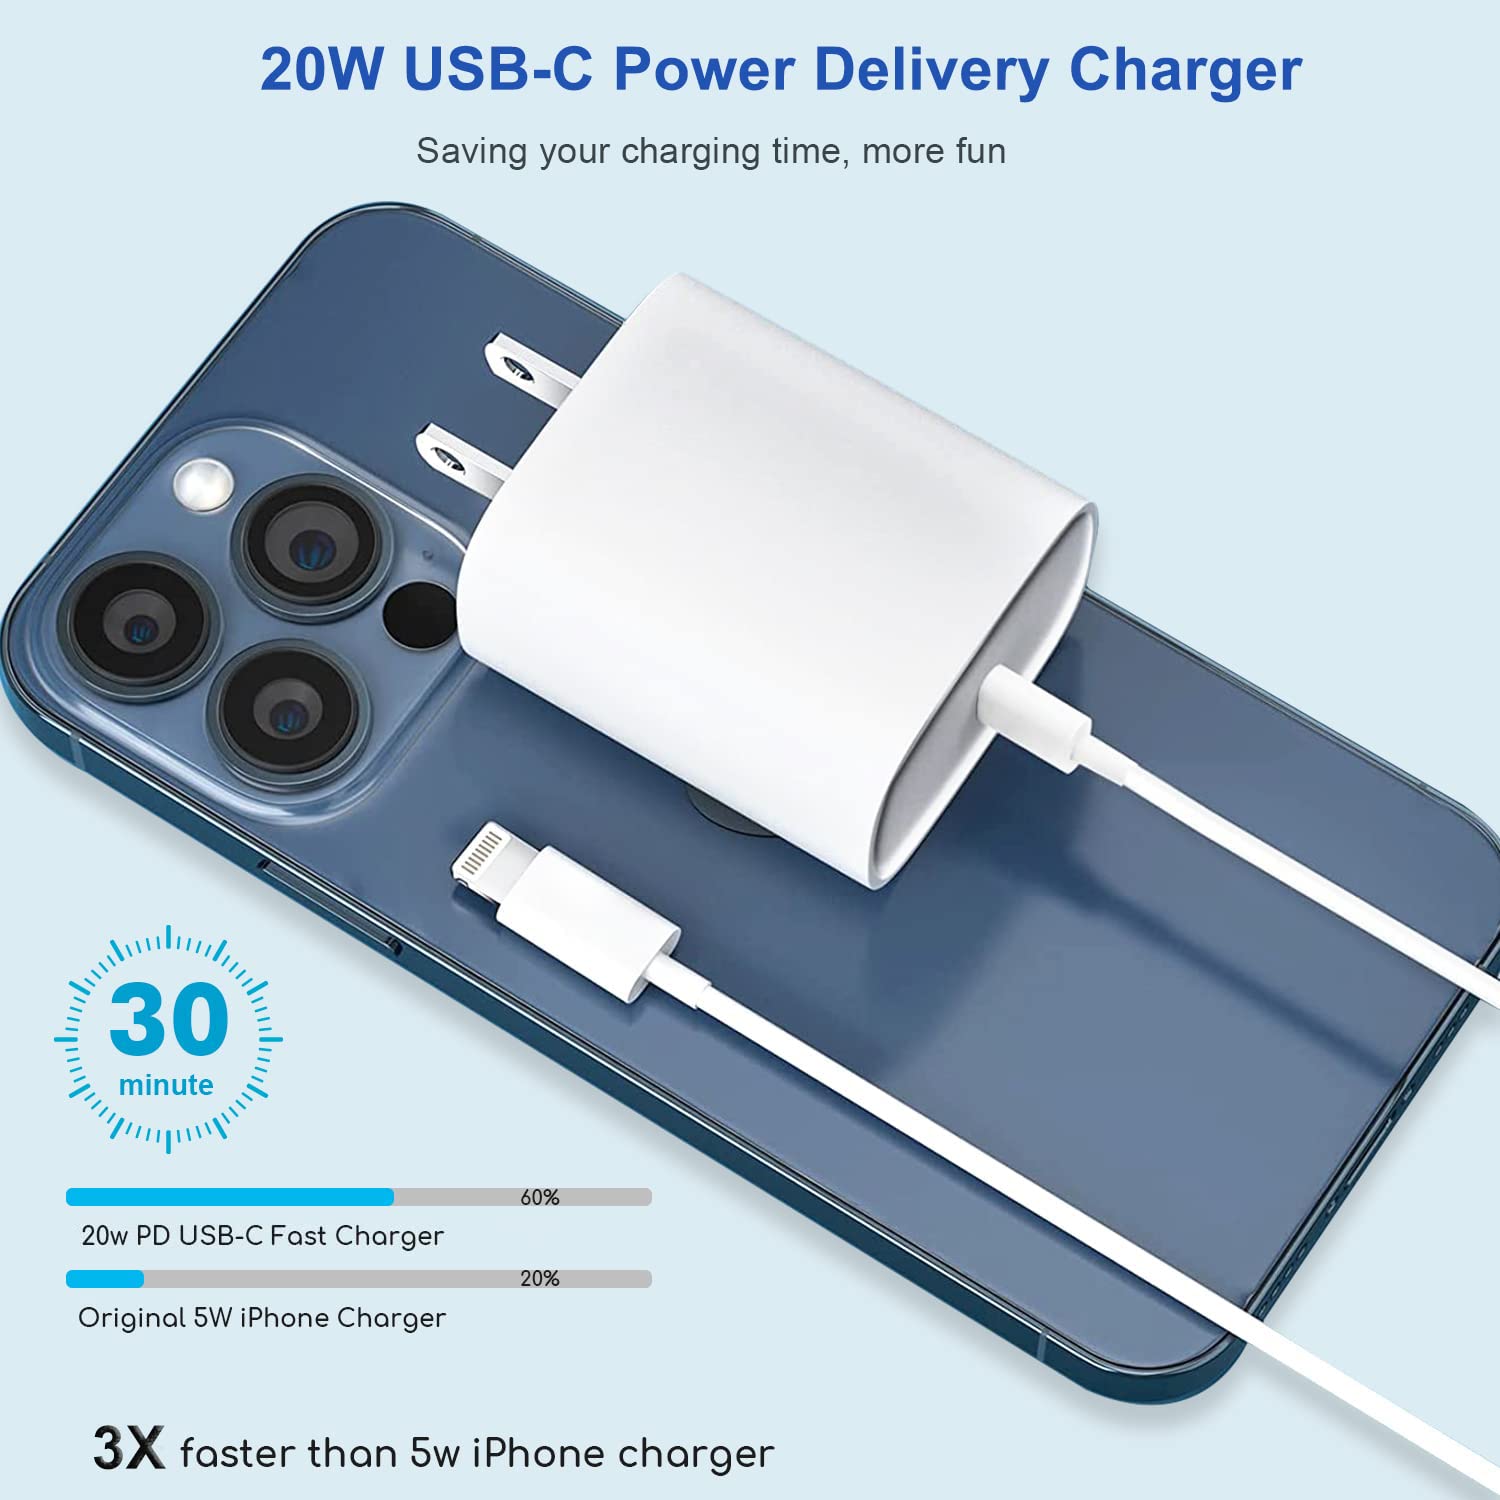 20W USB-C Power Delivery Charger
Saving your charging time, more fun
30
minute
60%
20w PD USB-C Fast Charger
20%
Original 5W iPhone Charger
3X faster than 5w iPhone charger